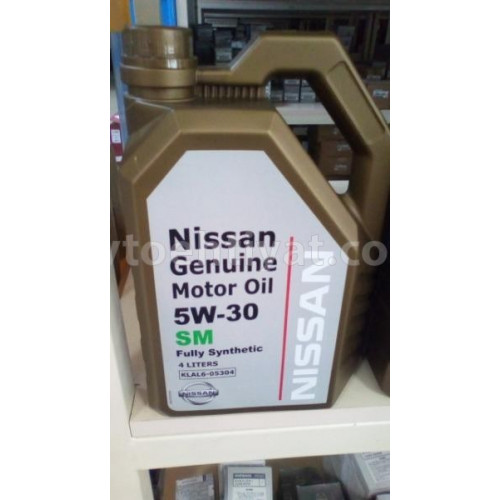 Nissan
Genuine
Motor Oil
5W-30
SM
Fully Synthetic
4 LITERS
KLAL6-05304
NISSAN
NISSAN